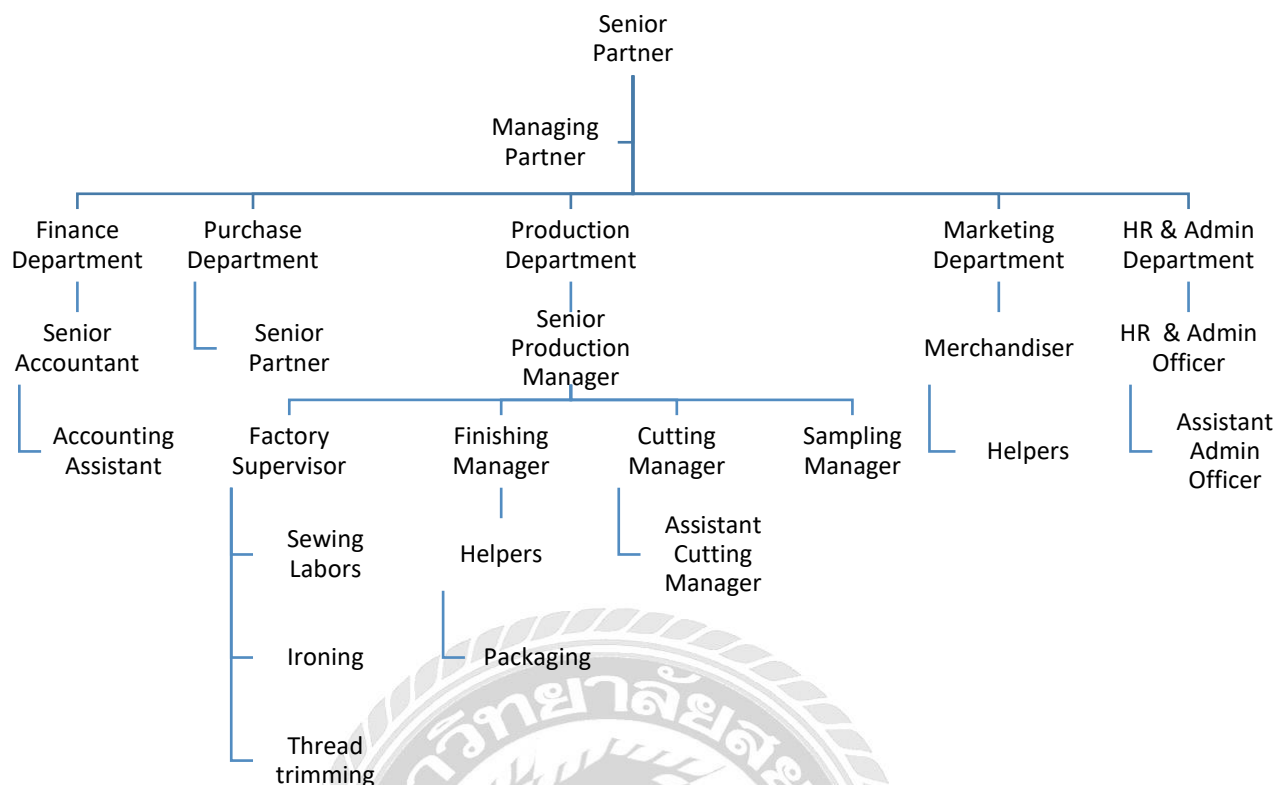 Senior
Partner
Managing
Partner
Finance
Department
Purchase
Department
Production
Department
Marketing
Department
HR & Admin
Department
Senior
Accountant
Senior
Partner
Senior
Production
Manager
Merchandiser
HR & Admin
Officer
Accounting
Assistant
Factory
Supervisor
Finishing
Manager
Cutting
Manager
Sampling
Manager
Helpers
Assistant
Admin
Officer
Sewing
Labors
Helpers
Assistant
Cutting
Manager
Ironing
Packaging
Thread
trimming